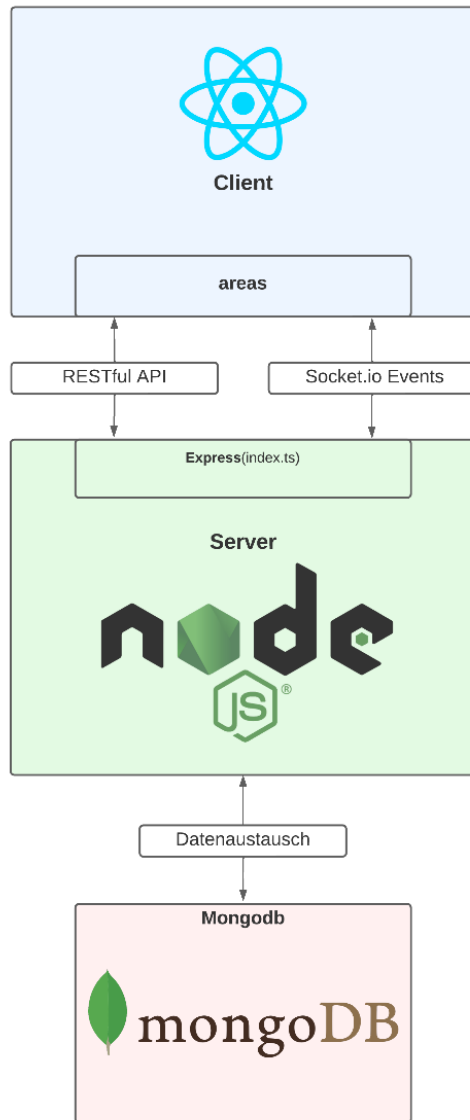 Client
areas
RESTful API
Socket.io Events
Express(index.ts)
Server
node
JS®
Datenaustausch
Mongodb
mongoDB